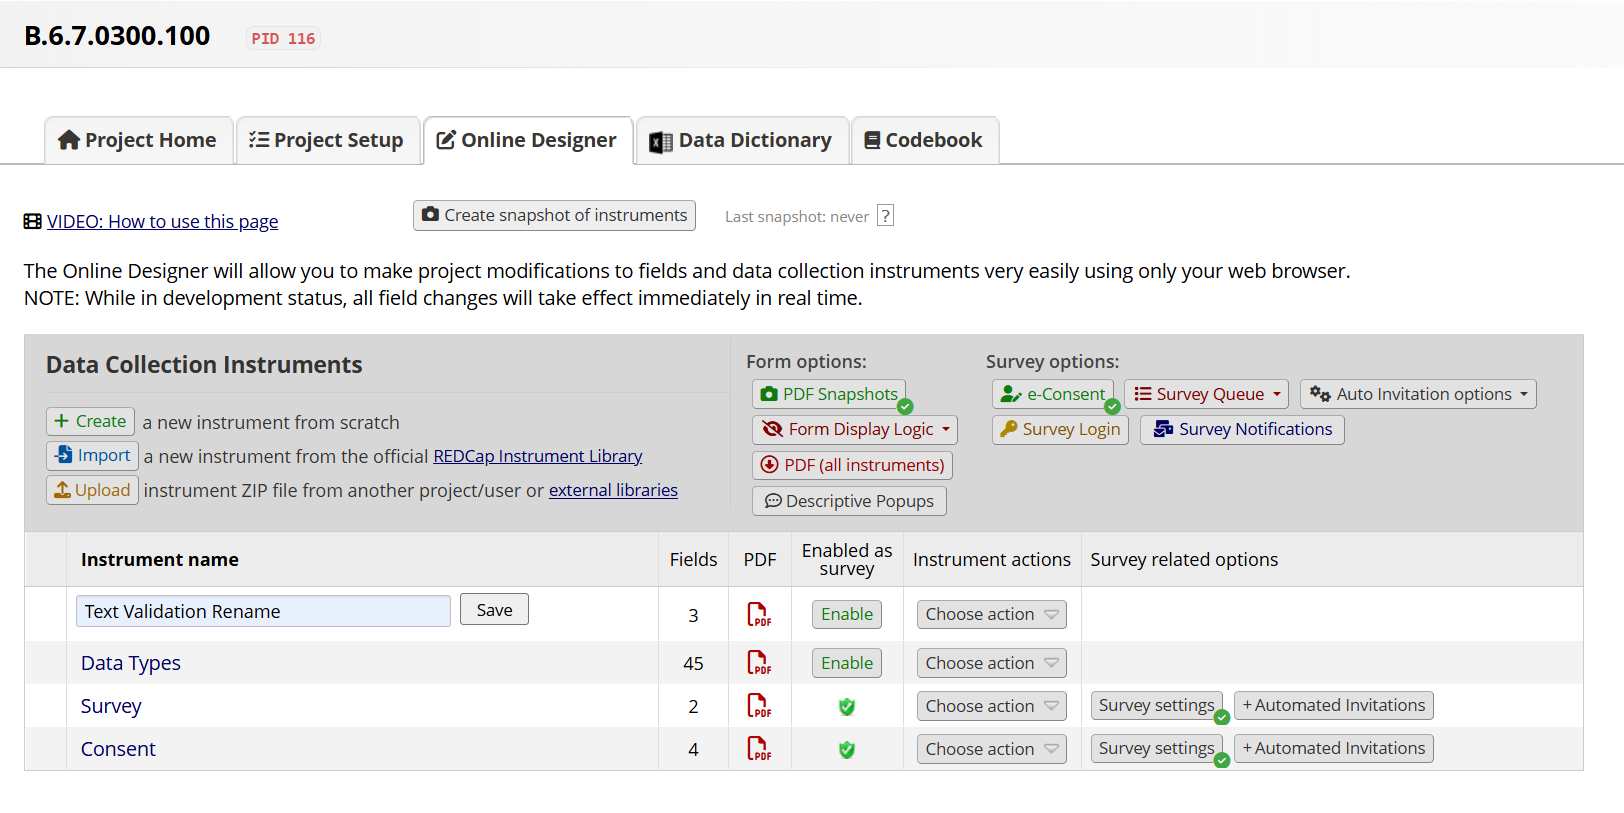 B.6.7.0300.100 PID 116
Project Home Project Setup Online Designer Data Dictionary Codebook
VIDEO: How to use this page Create snapshot of instruments Last snapshot: never ?
The Online Designer will allow you to make project modifications to fields and data collection instruments very easily using only your web browser.
NOTE: While in development status, all field changes will take effect immediately in real time.
Data Collection Instruments
+ Create a new instrument from scratch
Import a new instrument from the official REDCap Instrument Library
Upload instrument ZIP file from another project/user or external libraries
Form options:
PDF Snapshots
Form Display Logic
PDF (all instruments)
Descriptive Popups
Survey options:
e-Consent Survey Queue Auto Invitation options
Survey Login Survey Notifications
Instrument name Fields PDF Enabled as survey Instrument actions Survey related options
Text Validation Rename Save 3 PDF Enable Choose action
Data Types 45 PDF Enable Choose action
Survey 2 PDF Choose action Survey settings + Automated Invitations
Consent 4 PDF Choose action Survey settings + Automated Invitations